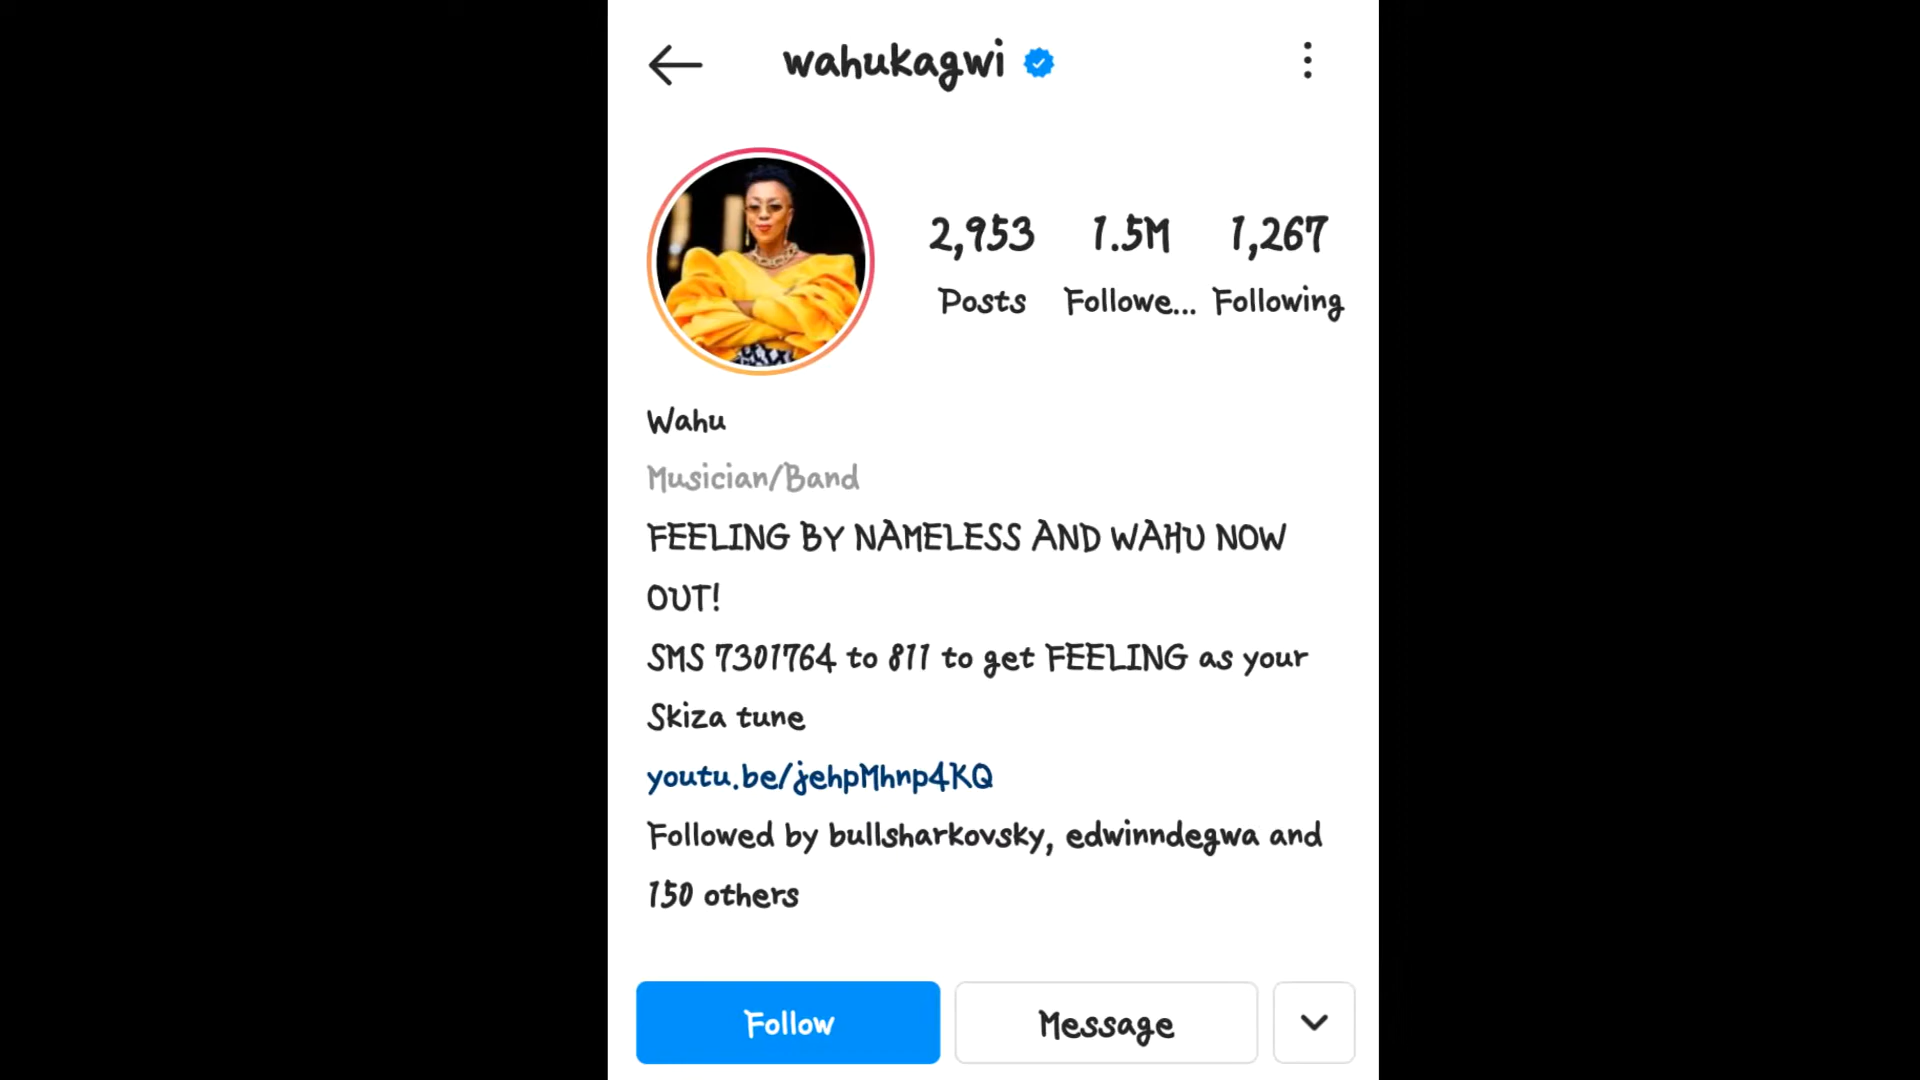 wahukagwi
2,953 1.5M 1,267
Posts Followe... Following
Wahu
Musician/Band
FEELING BY NAMELESS AND WAHU NOW
OUT!
SMS 7301764 to 811 to get FEELING as your
Skiza tune
youtu.be/jehpMhnp4KQ
Followed by bullsharkovsky, edwinndegwa and
150 others
Follow Message